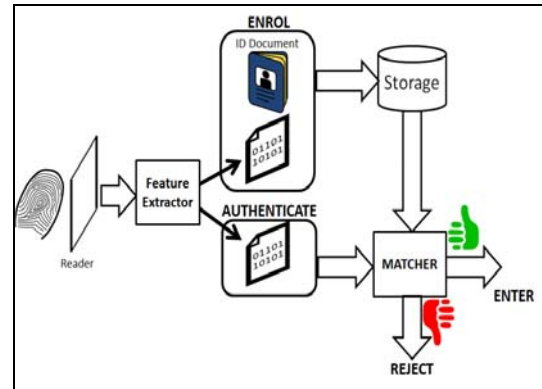 ENROL
ID Document
Storage
01101
10101
Feature
Extractor
Reader
AUTHENTICATE
01101
10101
MATCHER
ENTER
REJECT